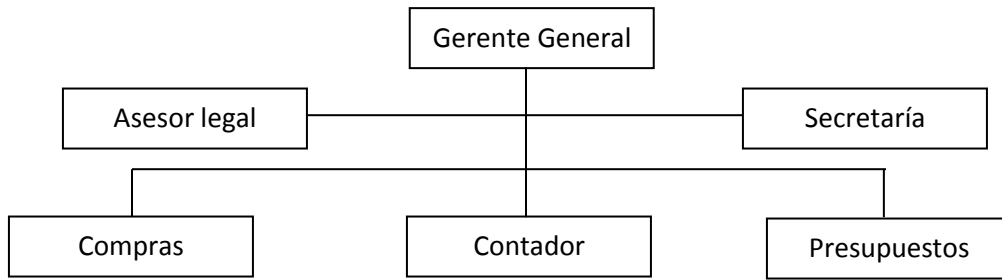 Gerente General
Asesor legal
Secretaría
Compras
Contador
Presupuestos